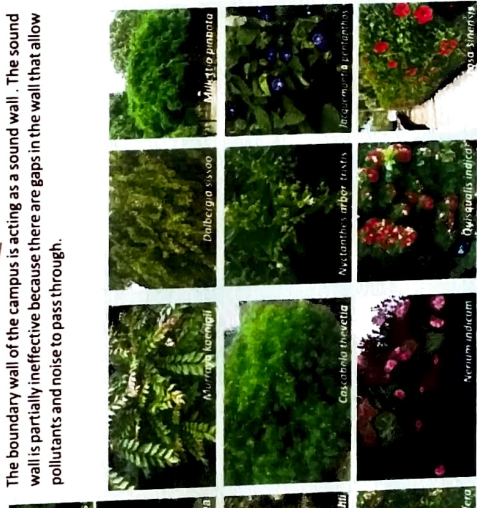 The boundary wall of the campus is acting as a sound wall . The sound
wall is partially ineffective because there are gaps in the wall that allow
pollutants and noise to pass through.
Murraya koenigii
Dalbergia sissoo
Millettia pinnata
Cascabela thevetia
Nyctanthes arbor tristis
Jacquemontia pentanthos
Nerium indicum
Quisqualis indica
sinensis